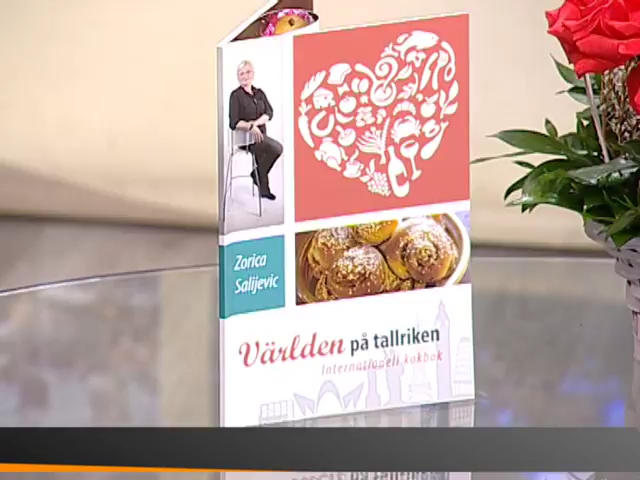 Zorica
Salijevic
Världen på tallriken
Internationell kokbok